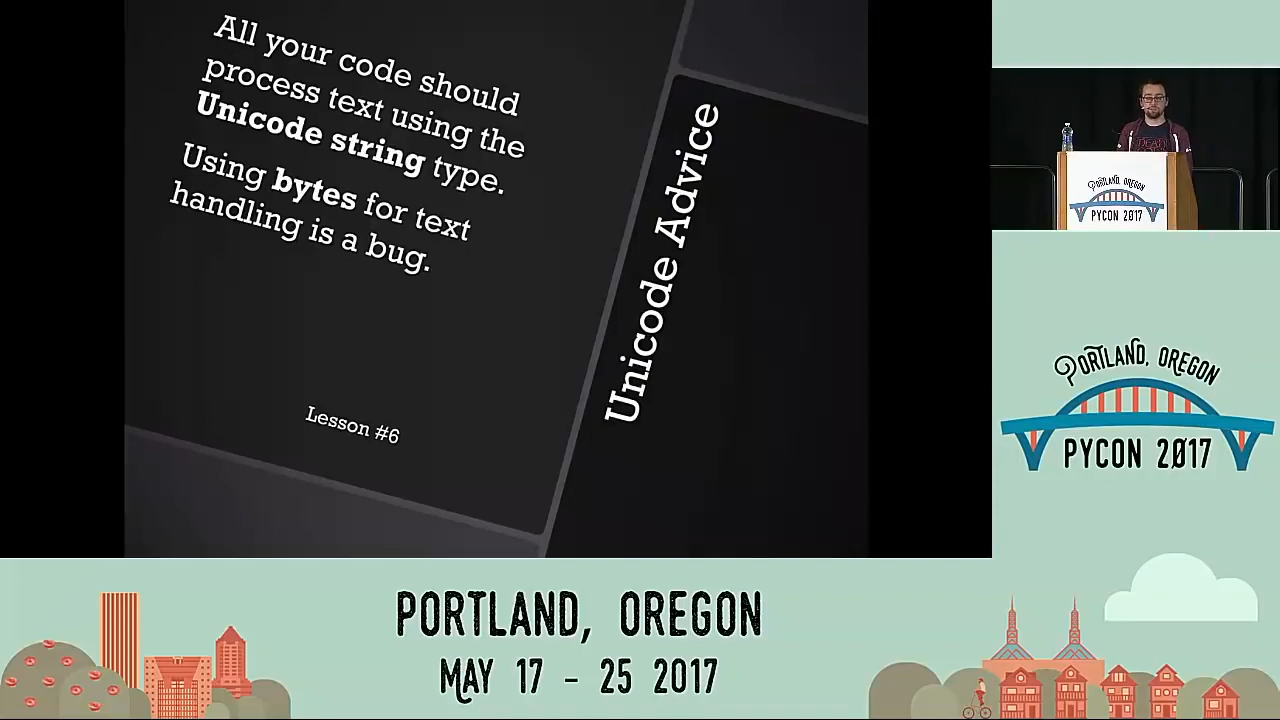 All your code should
process text using the
Unicode string type.
Using bytes for text
handling is a bug.
Lesson #6
Unicode Advice
PORTLAND, OREGON
PYCON 2017
PORTLAND, OREGON
PYCON 2017
PORTLAND, OREGON
MAY 17 - 25 2017